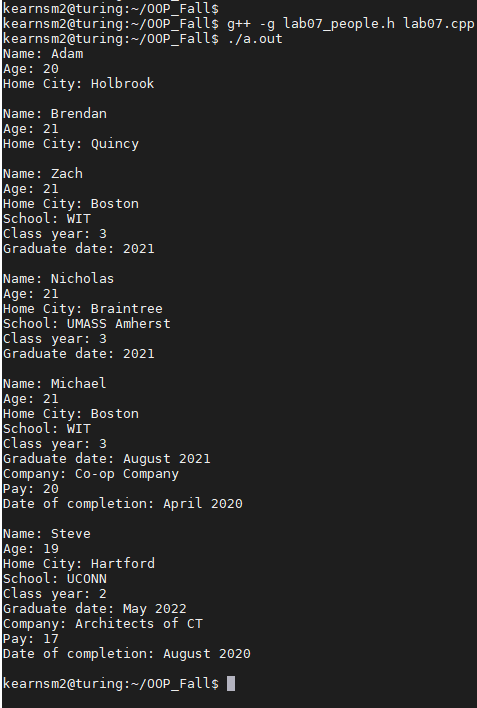 kearnsm2@turing:~/OOP_Fall$
kearnsm2@turing:~/OOP_Fall$ g++ -g lab07_people.h lab07.cpp
kearnsm2@turing:~/OOP_Fall$ ./a.out
Name: Adam
Age: 20
Home City: Holbrook

Name: Brendan
Age: 21
Home City: Quincy

Name: Zach
Age: 21
Home City: Boston
School: WIT
Class year: 3
Graduate date: 2021

Name: Nicholas
Age: 21
Home City: Braintree
School: UMASS Amherst
Class year: 3
Graduate date: 2021

Name: Michael
Age: 21
Home City: Boston
School: WIT
Class year: 3
Graduate date: August 2021
Company: Co-op Company
Pay: 20
Date of completion: April 2020

Name: Steve
Age: 19
Home City: Hartford
School: UCONN
Class year: 2
Graduate date: May 2022
Company: Architects of CT
Pay: 17
Date of completion: August 2020

kearnsm2@turing:~/OOP_Fall$